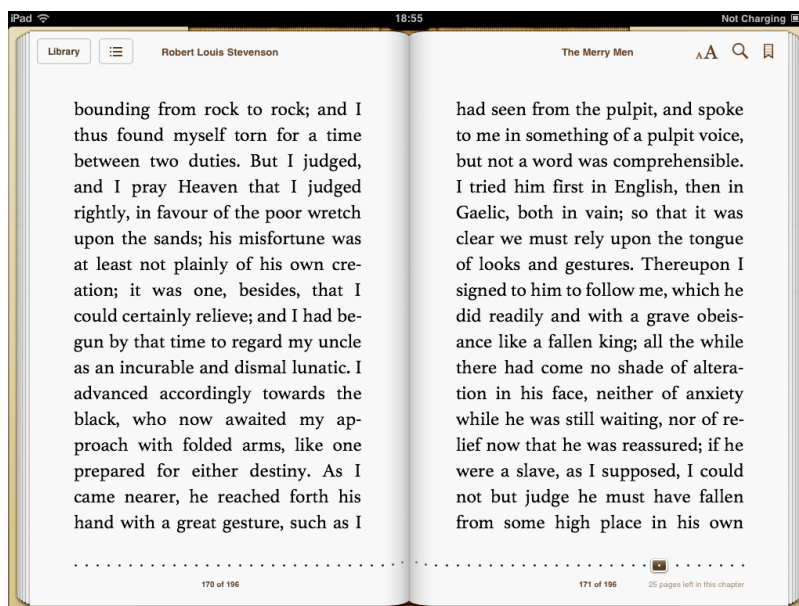 iPad
18:55
Not Charging
Library
Robert Louis Stevenson
The Merry Men
AA
bounding from rock to rock; and I
thus found myself torn for a time
between two duties. But I judged,
and I pray Heaven that I judged
rightly, in favour of the poor wretch
upon the sands; his misfortune was
at least not plainly of his own cre-
ation; it was one, besides, that I
could certainly relieve; and I had be-
gun by that time to regard my uncle
as an incurable and dismal lunatic. I
advanced accordingly towards the
black, who now awaited my ap-
proach with folded arms, like one
prepared for either destiny. As I
came nearer, he reached forth his
hand with a great gesture, such as I
170 of 196
had seen from the pulpit, and spoke
to me in something of a pulpit voice,
but not a word was comprehensible.
I tried him first in English, then in
Gaelic, both in vain; so that it was
clear we must rely upon the tongue
of looks and gestures. Thereupon I
signed to him to follow me, which he
did readily and with a grave obeis-
ance like a fallen king; all the while
there had come no shade of altera-
tion in his face, neither of anxiety
while he was still waiting, nor of re-
lief now that he was reassured; if he
were a slave, as I supposed, I could
not but judge he must have fallen
from some high place in his own
171 of 196
25 pages left in this chapter